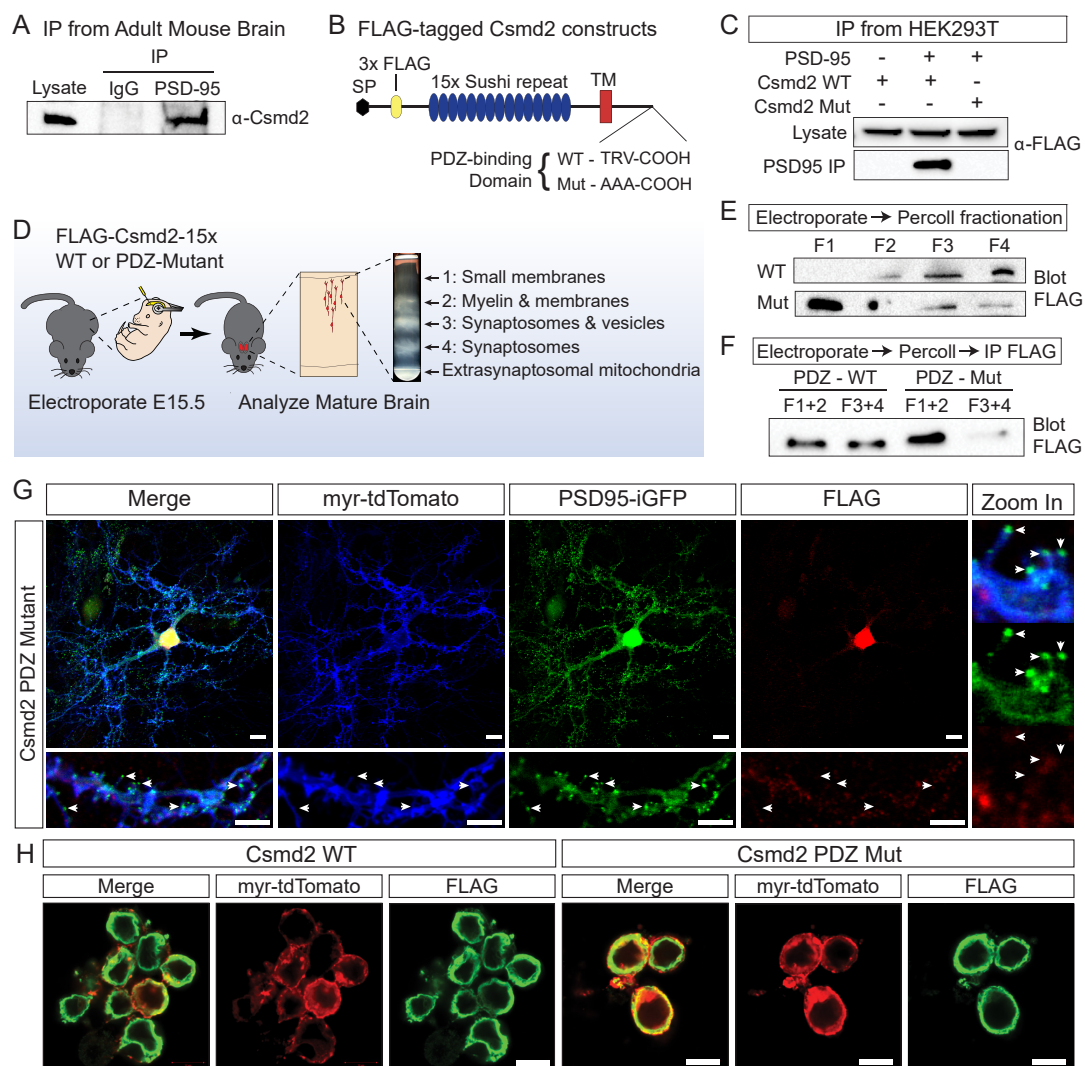 A IP from Adult Mouse Brain
IP
Lysate IgG PSD-95
α-Csmd2
B FLAG-tagged Csmd2 constructs
3x FLAG
SP 15x Sushi repeat TM
PDZ-binding Domain { WT - TRV-COOH
Mut - AAA-COOH
C IP from HEK293T
PSD-95 - + +
Csmd2 WT + + -
Csmd2 Mut - - +
Lysate
α-FLAG
PSD95 IP
D FLAG-Csmd2-15x
WT or PDZ-Mutant
1: Small membranes
2: Myelin & membranes
3: Synaptosomes & vesicles
4: Synaptosomes
Extrasynaptosomal mitochondria
Electroporate E15.5 Analyze Mature Brain
E Electroporate → Percoll fractionation
F1 F2 F3 F4
WT
Mut
Blot
FLAG
F Electroporate → Percoll → IP FLAG
PDZ - WT PDZ - Mut
F1+2 F3+4 F1+2 F3+4
Blot
FLAG
G Merge myr-tdTomato PSD95-iGFP FLAG Zoom In
Csmd2 PDZ Mutant
H Csmd2 WT Csmd2 PDZ Mut
Merge myr-tdTomato FLAG Merge myr-tdTomato FLAG